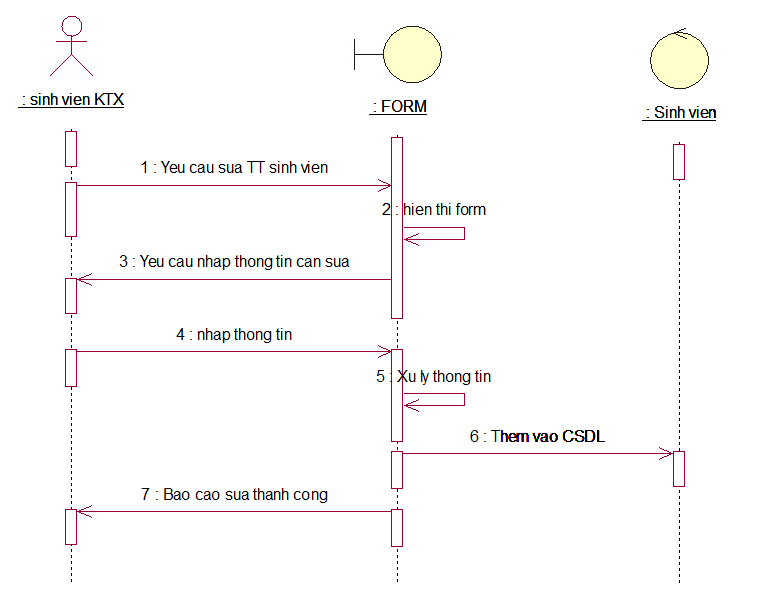 : sinh vien KTX
: FORM
: Sinh vien
1 : Yeu cau sua TT sinh vien
2 : hien thi form
3 : Yeu cau nhap thong tin can sua
4 : nhap thong tin
5 : Xu ly thong tin
6 : Them vao CSDL
7 : Bao cao sua thanh cong